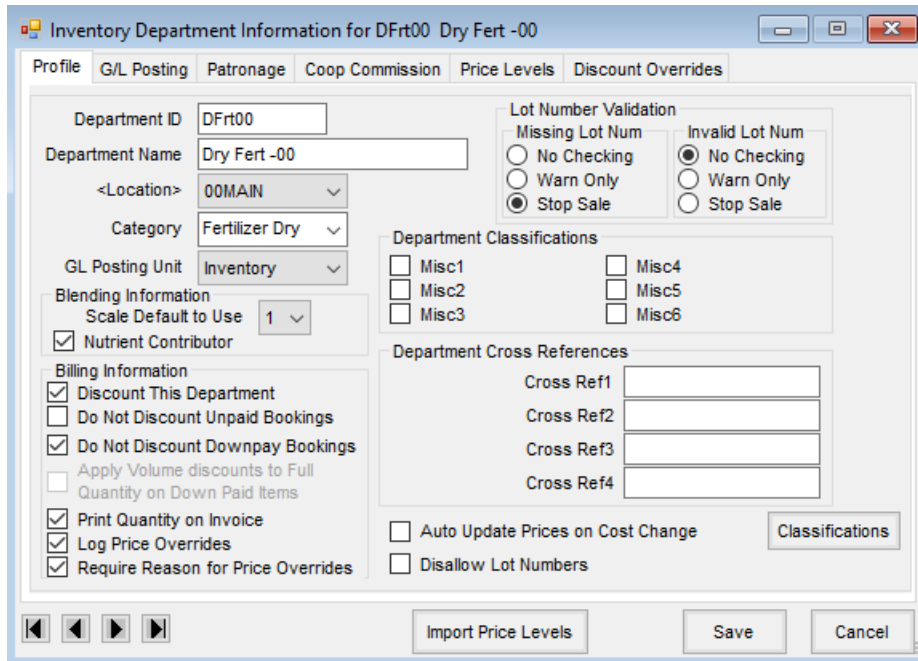 Inventory Department Information for DFrt00 Dry Fert -00
Profile G/L Posting Patronage Coop Commission Price Levels Discount Overrides
Department ID DFrt00
Department Name Dry Fert -00
<Location> 00MAIN
Category Fertilizer Dry
GL Posting Unit Inventory
Blending Information
Scale Default to Use 1
Nutrient Contributor
Billing Information
Discount This Department
Do Not Discount Unpaid Bookings
Do Not Discount Downpay Bookings
Apply Volume discounts to Full
Quantity on Down Paid Items
Print Quantity on Invoice
Log Price Overrides
Require Reason for Price Overrides
Lot Number Validation
Missing Lot Num Invalid Lot Num
No Checking No Checking
Warn Only Warn Only
Stop Sale Stop Sale
Department Classifications
Misc1 Misc4
Misc2 Misc5
Misc3 Misc6
Department Cross References
Cross Ref1
Cross Ref2
Cross Ref3
Cross Ref4
Auto Update Prices on Cost Change Classifications
Disallow Lot Numbers
Import Price Levels Save Cancel